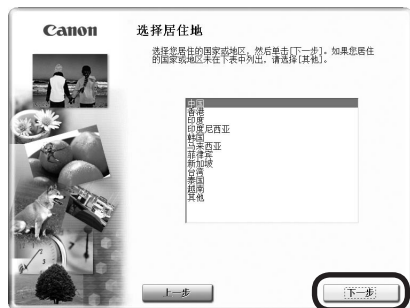 Canon
选择居住地
选择您居住的国家或地区，然后单击[下一步]。如果您居住
的国家或地区未在下表中列出，请选择[其他]。
中国
香港
印度
印度尼西亚
韩国
马来西亚
菲律宾
新加坡
台湾
泰国
越南
其他
上一步
下一步